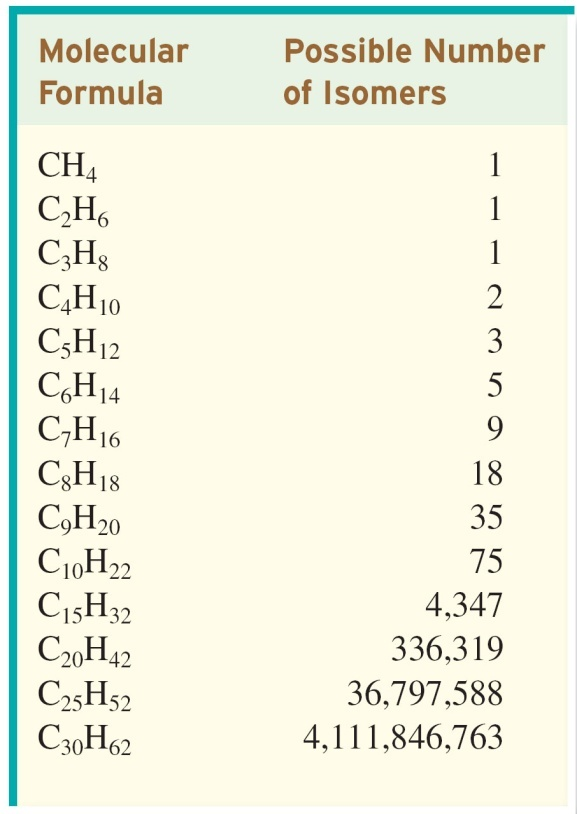 Molecular Possible Number
Formula of Isomers
CH₄ 1
C₂H₆ 1
C₃H₈ 1
C₄H₁₀ 2
C₅H₁₂ 3
C₆H₁₄ 5
C₇H₁₆ 9
C₈H₁₈ 18
C₉H₂₀ 35
C₁₀H₂₂ 75
C₁₅H₃₂ 4,347
C₂₀H₄₂ 336,319
C₂₅H₅₂ 36,797,588
C₃₀H₆₂ 4,111,846,763